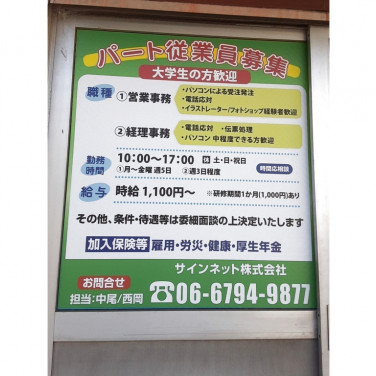 パート従業員募集
大学生の方歓迎
職種 ①営業事務
・パソコンによる受注発注
・電話応対
・イラストレーター/フォトショップ経験者歓迎
②経理事務
・電話応対 ・伝票処理
・パソコン 中程度できる方歓迎
勤務時間 10:00〜17:00 休 土・日・祝日
①月〜金曜 週5日 ②週3日程度 時間応相談
給与 時給 1,100円〜 ※研修期間1か月(1,000円)あり
その他、条件・待遇等は委細面談の上決定いたします
加入保険等 雇用・労災・健康・厚生年金
サインネット株式会社
お問合せ
担当:中尾/西岡 ☎06-6794-9877